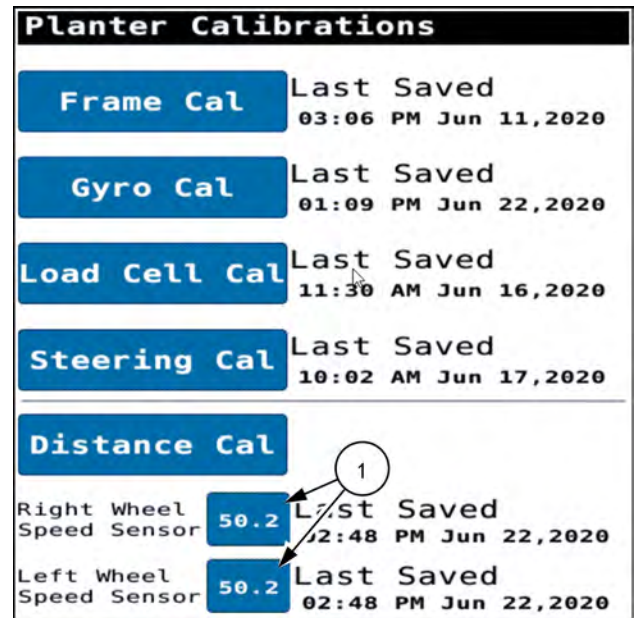 Planter Calibrations
Frame Cal
Last Saved
03:06 PM Jun 11,2020
Gyro Cal
Last Saved
01:09 PM Jun 22,2020
Load Cell Cal
Last Saved
11:30 AM Jun 16,2020
Steering Cal
Last Saved
10:02 AM Jun 17,2020
Distance Cal
1
Right Wheel
Speed Sensor
50.2
Last Saved
02:48 PM Jun 22,2020
Left Wheel
Speed Sensor
50.2
Last Saved
02:48 PM Jun 22,2020